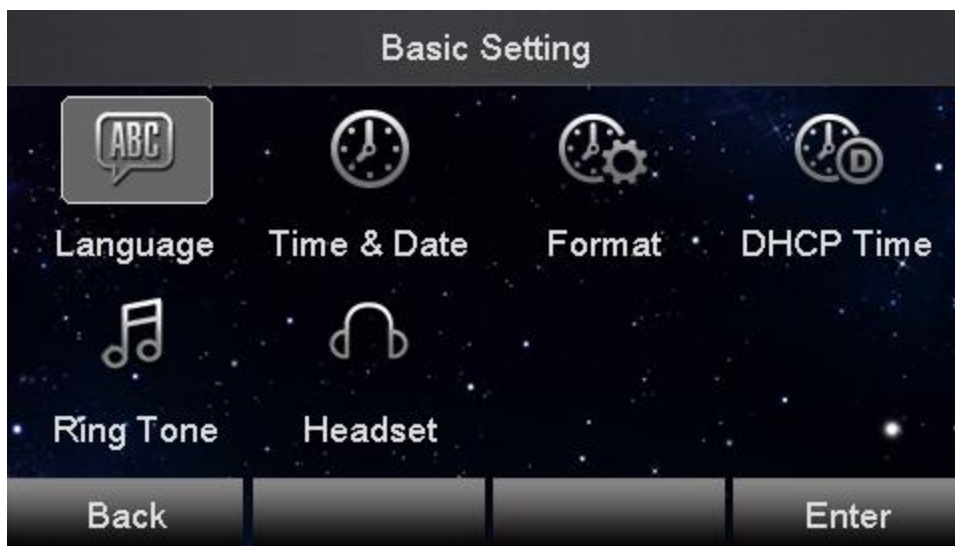 Basic Setting
ABC
Language Time & Date Format DHCP Time
D
Ring Tone Headset
Back Enter